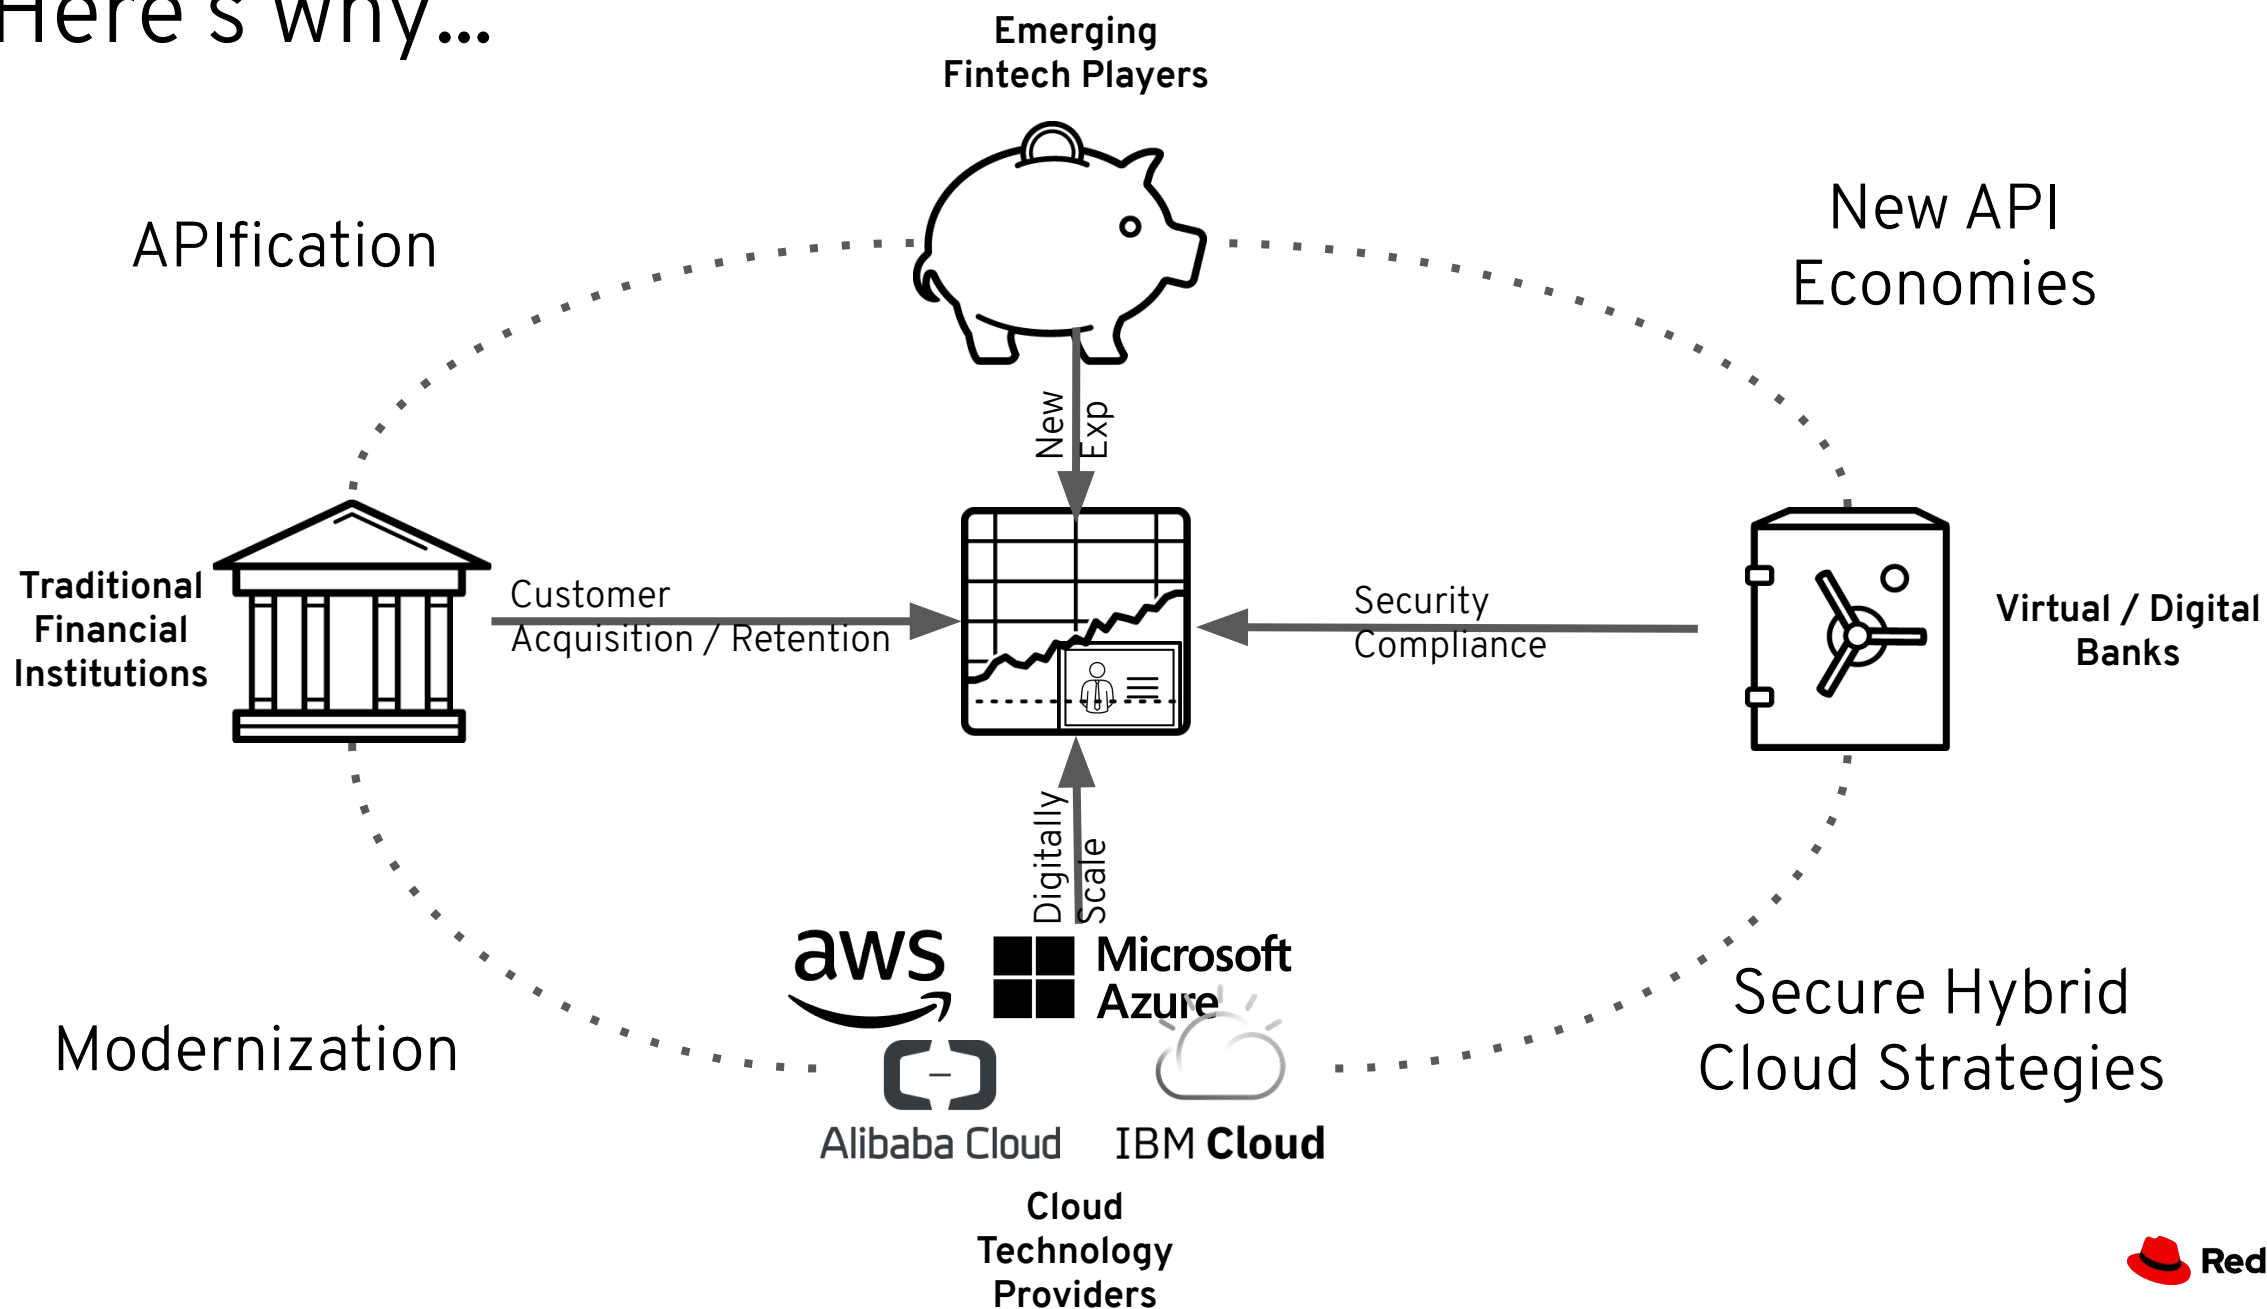 Here's why...
Emerging
Fintech Players
APIfication
New API
Economies
New
Exp
Traditional
Financial
Institutions
Customer
Acquisition / Retention
Security
Compliance
Virtual / Digital
Banks
Digitally
Scale
aws
Microsoft
Azure
Modernization
Secure Hybrid
Cloud Strategies
Alibaba Cloud
IBM Cloud
Cloud
Technology
Providers
Red